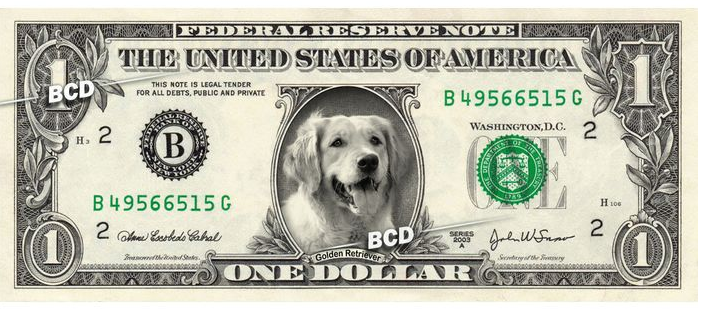 FEDERAL RESERVE NOTE
THE UNITED STATES OF AMERICA
1
1
BCD
THIS NOTE IS LEGAL TENDER
FOR ALL DEBTS, PUBLIC AND PRIVATE
B 49566515 G
H 3 2
B
WASHINGTON, D.C.
2
ONE
H 106
B 49566515 G
2
Anna Escobedo Cabral
Treasurer of the United States.
BCD
SERIES
2003
A
John W Snow
Secretary of the Treasury
2
1
Golden Retriever
ONE DOLLAR
1